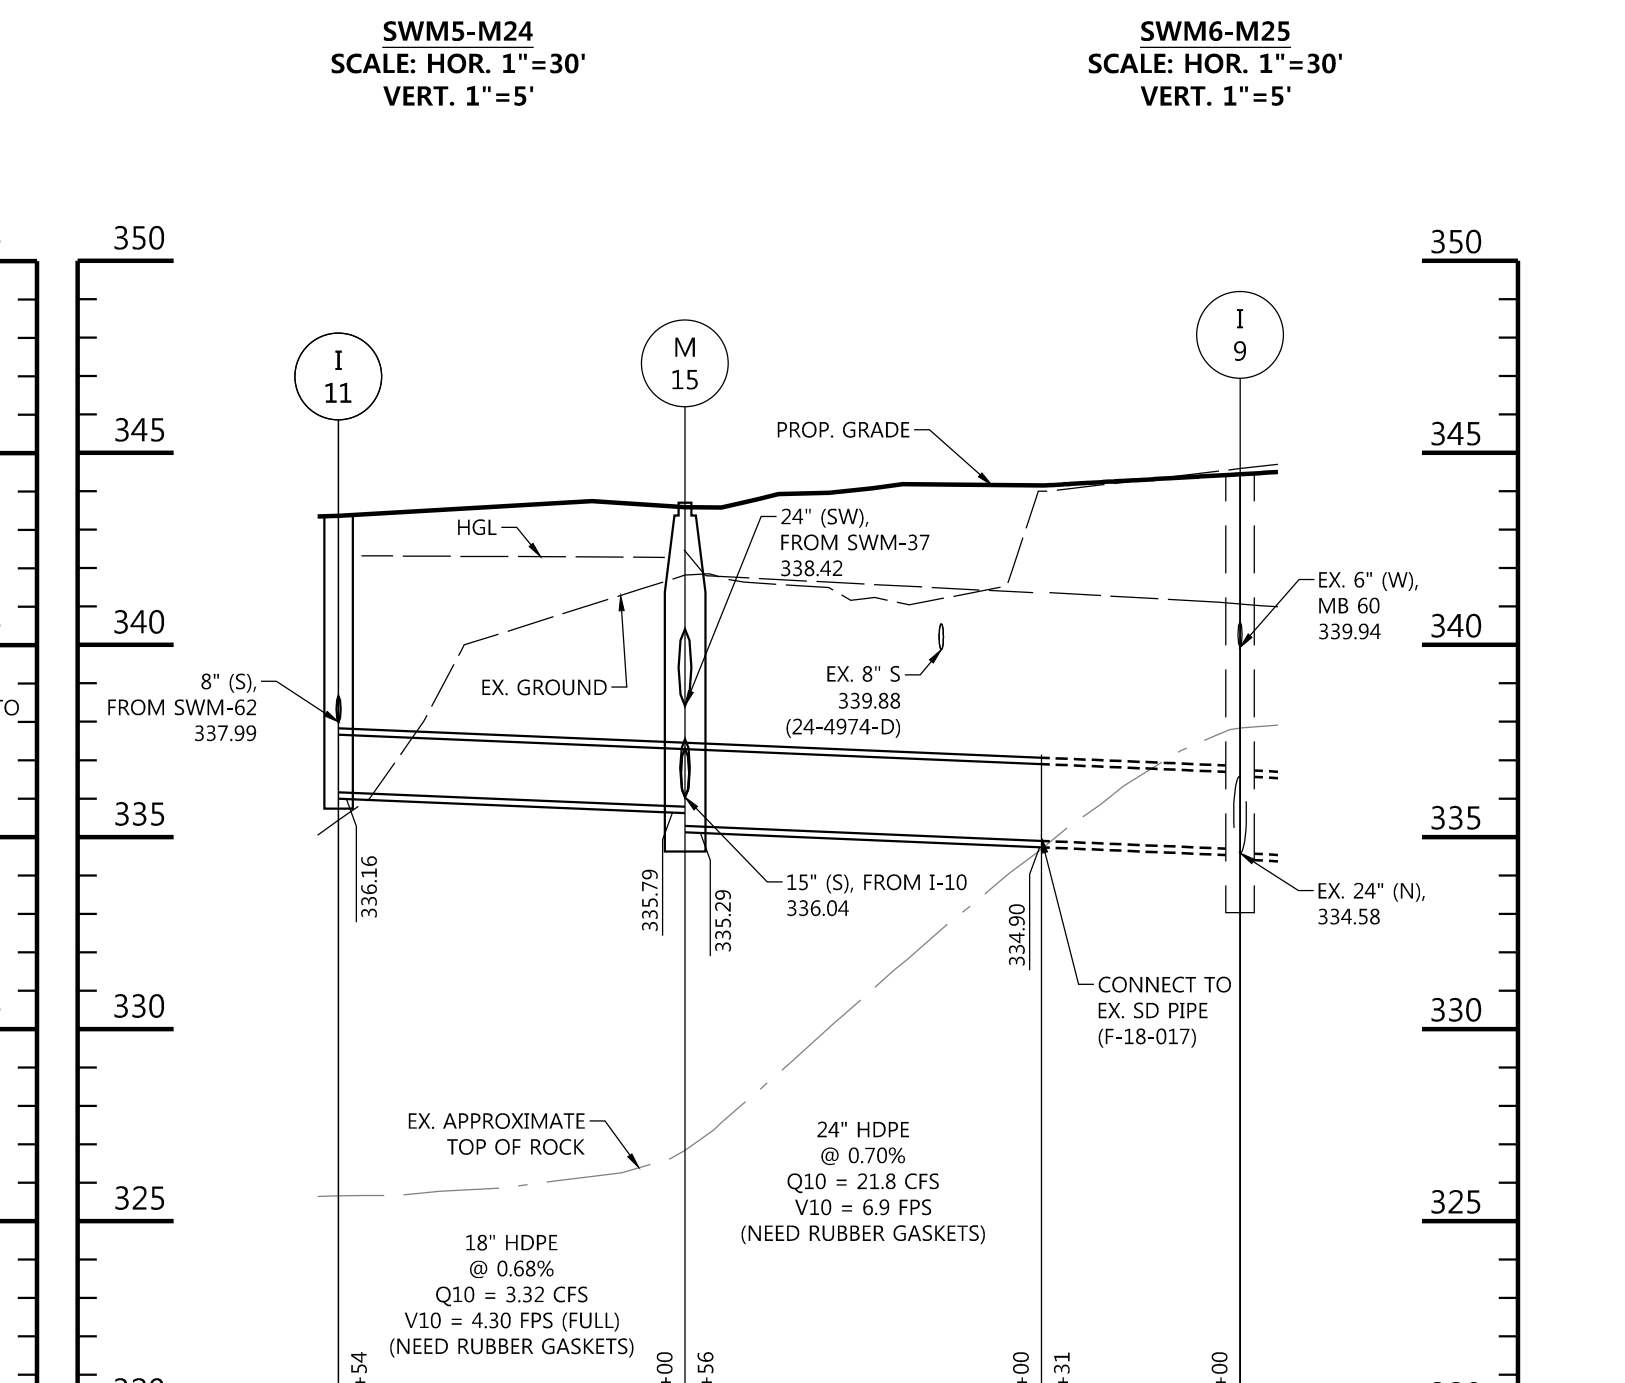 SWM5-M24
SCALE: HOR. 1"=30'
VERT. 1"=5'
SWM6-M25
SCALE: HOR. 1"=30'
VERT. 1"=5'
350
350
I
11
M
15
I
9
345
345
PROP. GRADE
HGL
24" (SW),
FROM SWM-37
338.42
EX. 6" (W),
MB 60
339.94
340
340
8" (S),
FROM SWM-62
337.99
TO
EX. GROUND
EX. 8" S
339.88
(24-4974-D)
335
335
336.16
335.79
335.29
15" (S), FROM I-10
336.04
334.90
EX. 24" (N),
334.58
CONNECT TO
EX. SD PIPE
(F-18-017)
330
330
EX. APPROXIMATE
TOP OF ROCK
24" HDPE
@ 0.70%
Q10 = 21.8 CFS
V10 = 6.9 FPS
(NEED RUBBER GASKETS)
325
325
18" HDPE
@ 0.68%
Q10 = 3.32 CFS
V10 = 4.30 FPS (FULL)
(NEED RUBBER GASKETS)
+54
+00
+56
+00
+31
+00